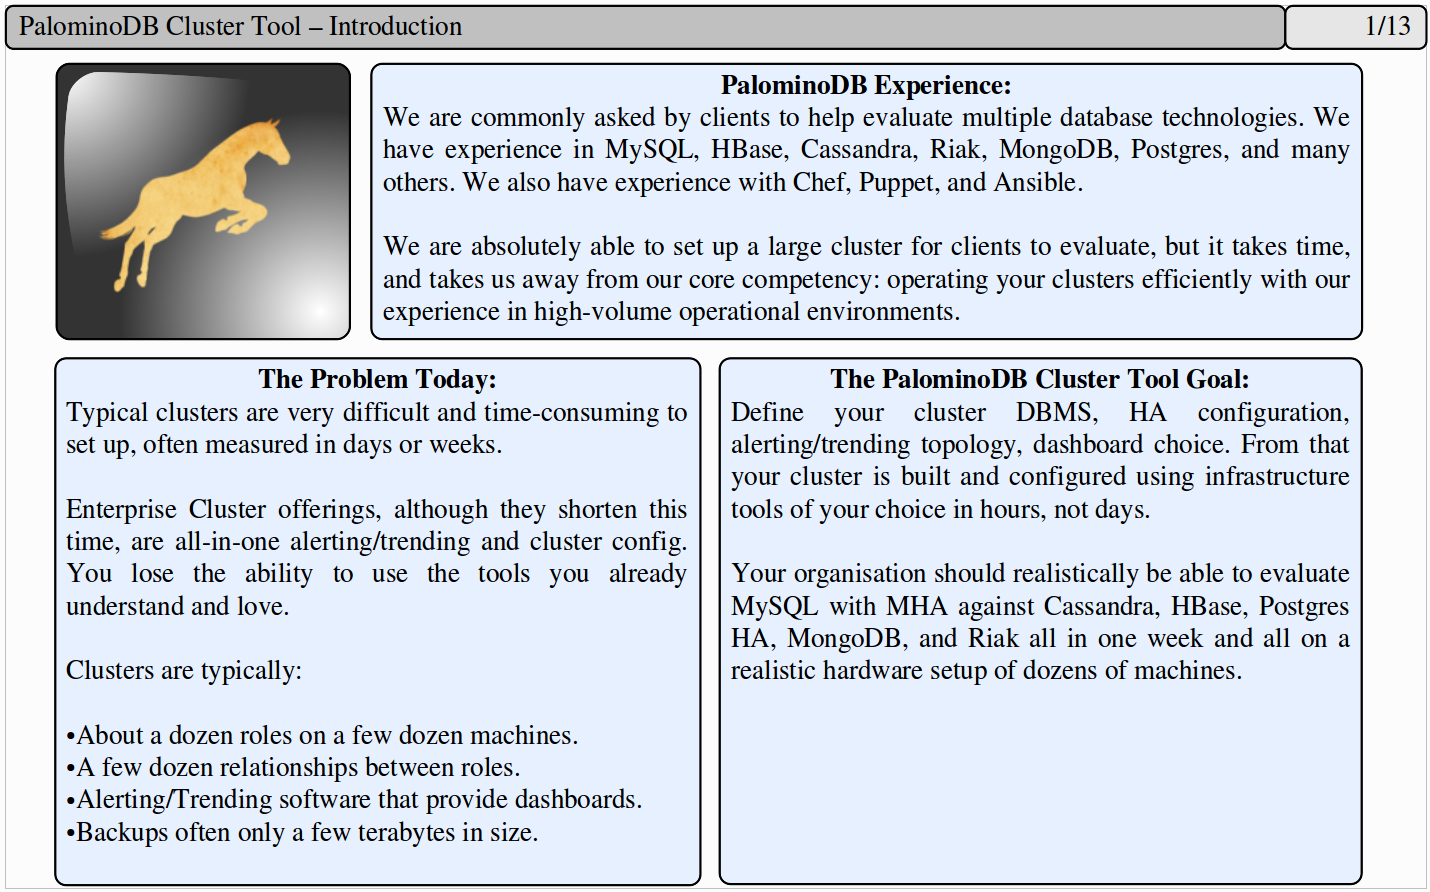 PalominoDB Cluster Tool – Introduction
1/13
PalominoDB Experience:
We are commonly asked by clients to help evaluate multiple database technologies. We
have experience in MySQL, HBase, Cassandra, Riak, MongoDB, Postgres, and many
others. We also have experience with Chef, Puppet, and Ansible.
We are absolutely able to set up a large cluster for clients to evaluate, but it takes time,
and takes us away from our core competency: operating your clusters efficiently with our
experience in high-volume operational environments.
The Problem Today:
Typical clusters are very difficult and time-consuming to
set up, often measured in days or weeks.
Enterprise Cluster offerings, although they shorten this
time, are all-in-one alerting/trending and cluster config.
You lose the ability to use the tools you already
understand and love.
Clusters are typically:
•About a dozen roles on a few dozen machines.
•A few dozen relationships between roles.
•Alerting/Trending software that provide dashboards.
•Backups often only a few terabytes in size.
The PalominoDB Cluster Tool Goal:
Define your cluster DBMS, HA configuration,
alerting/trending topology, dashboard choice. From that
your cluster is built and configured using infrastructure
tools of your choice in hours, not days.
Your organisation should realistically be able to evaluate
MySQL with MHA against Cassandra, HBase, Postgres
HA, MongoDB, and Riak all in one week and all on a
realistic hardware setup of dozens of machines.